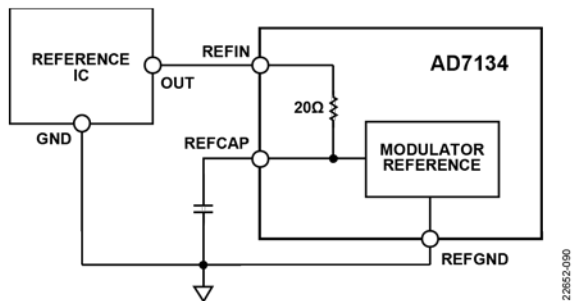 REFERENCE
IC
OUT
GND
REFIN
REFCAP
20Ω
AD7134
MODULATOR
REFERENCE
REFGND
22652-090